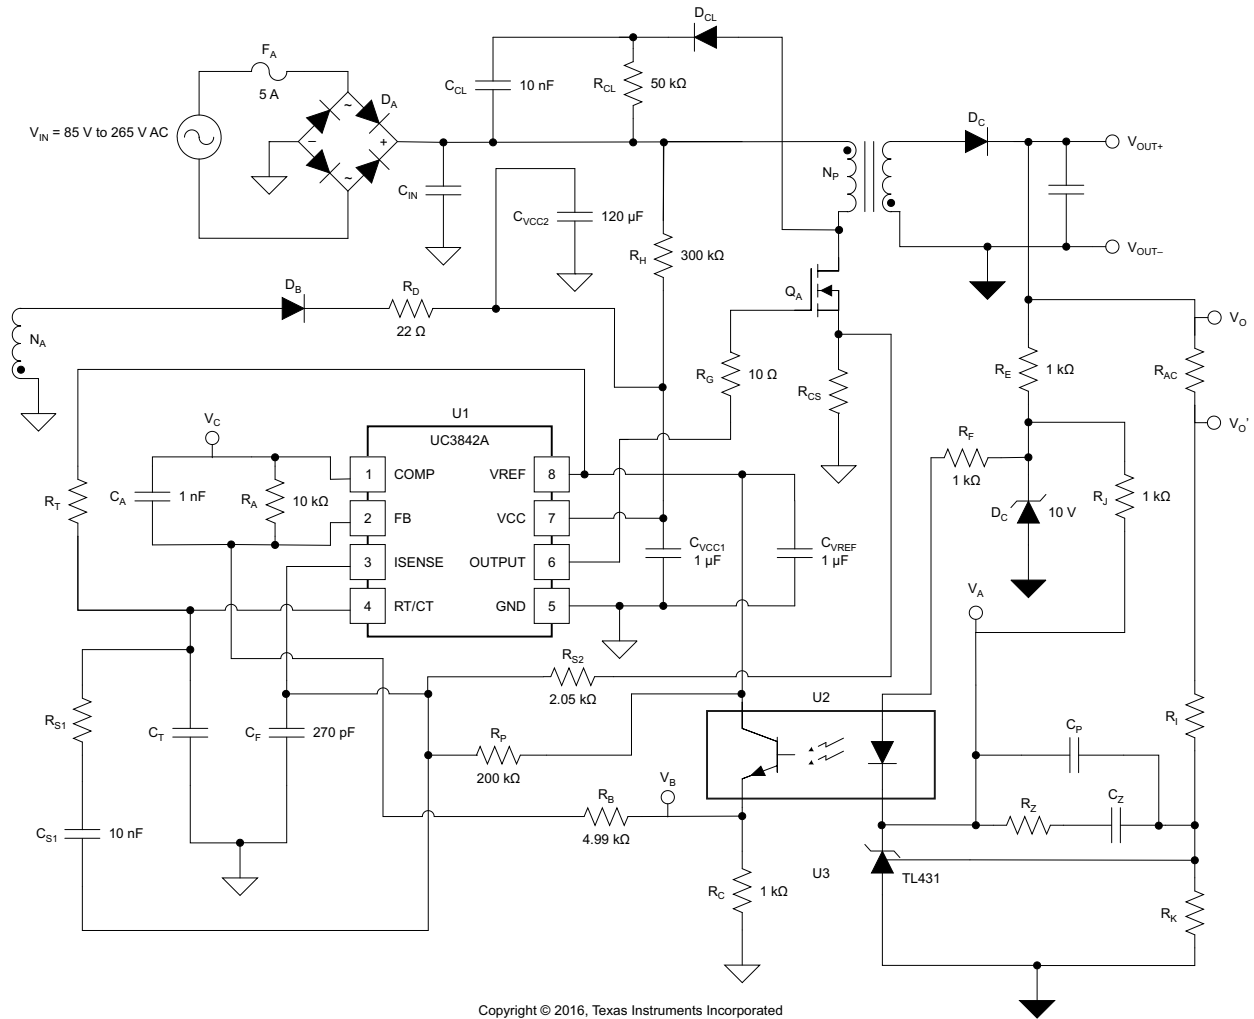 D_CL
F_A
5 A
D_A
C_CL
10 nF
R_CL
50 kΩ
V_IN = 85 V to 265 V AC
~
~
−
+
D_C
V_OUT+
C_IN
N_P
C_VCC2
120 µF
R_H
300 kΩ
V_OUT−
D_B
R_D
22 Ω
Q_A
N_A
V_O
R_G
10 Ω
R_CS
R_E
1 kΩ
R_AC
V_O'
U1
UC3842A
V_C
R_F
1 kΩ
1
COMP
VREF
8
R_T
C_A
1 nF
R_A
10 kΩ
2
FB
VCC
7
D_C
10 V
R_J
1 kΩ
3
ISENSE
OUTPUT
6
C_VCC1
1 µF
C_VREF
1 µF
4
RT/CT
GND
5
V_A
R_S2
2.05 kΩ
U2
R_S1
C_T
C_F
270 pF
R_P
200 kΩ
C_P
R_I
V_B
R_B
4.99 kΩ
R_Z
C_Z
C_S1
10 nF
U3
TL431
R_C
1 kΩ
R_K
Copyright © 2016, Texas Instruments Incorporated